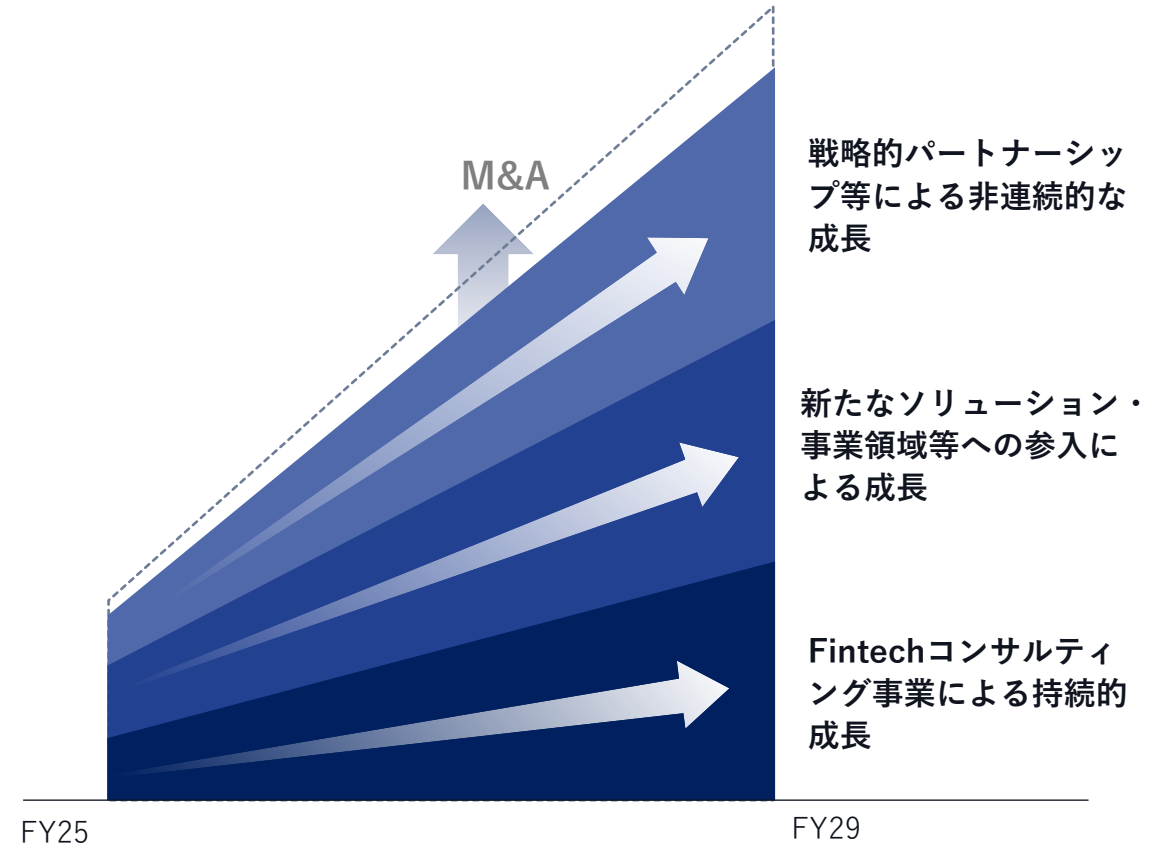 M&A
戦略的パートナーシッ
プ等による非連続的な
成長
新たなソリューション・
事業領域等への参入に
よる成長
Fintechコンサルティ
ング事業による持続的
成長
FY25
FY29